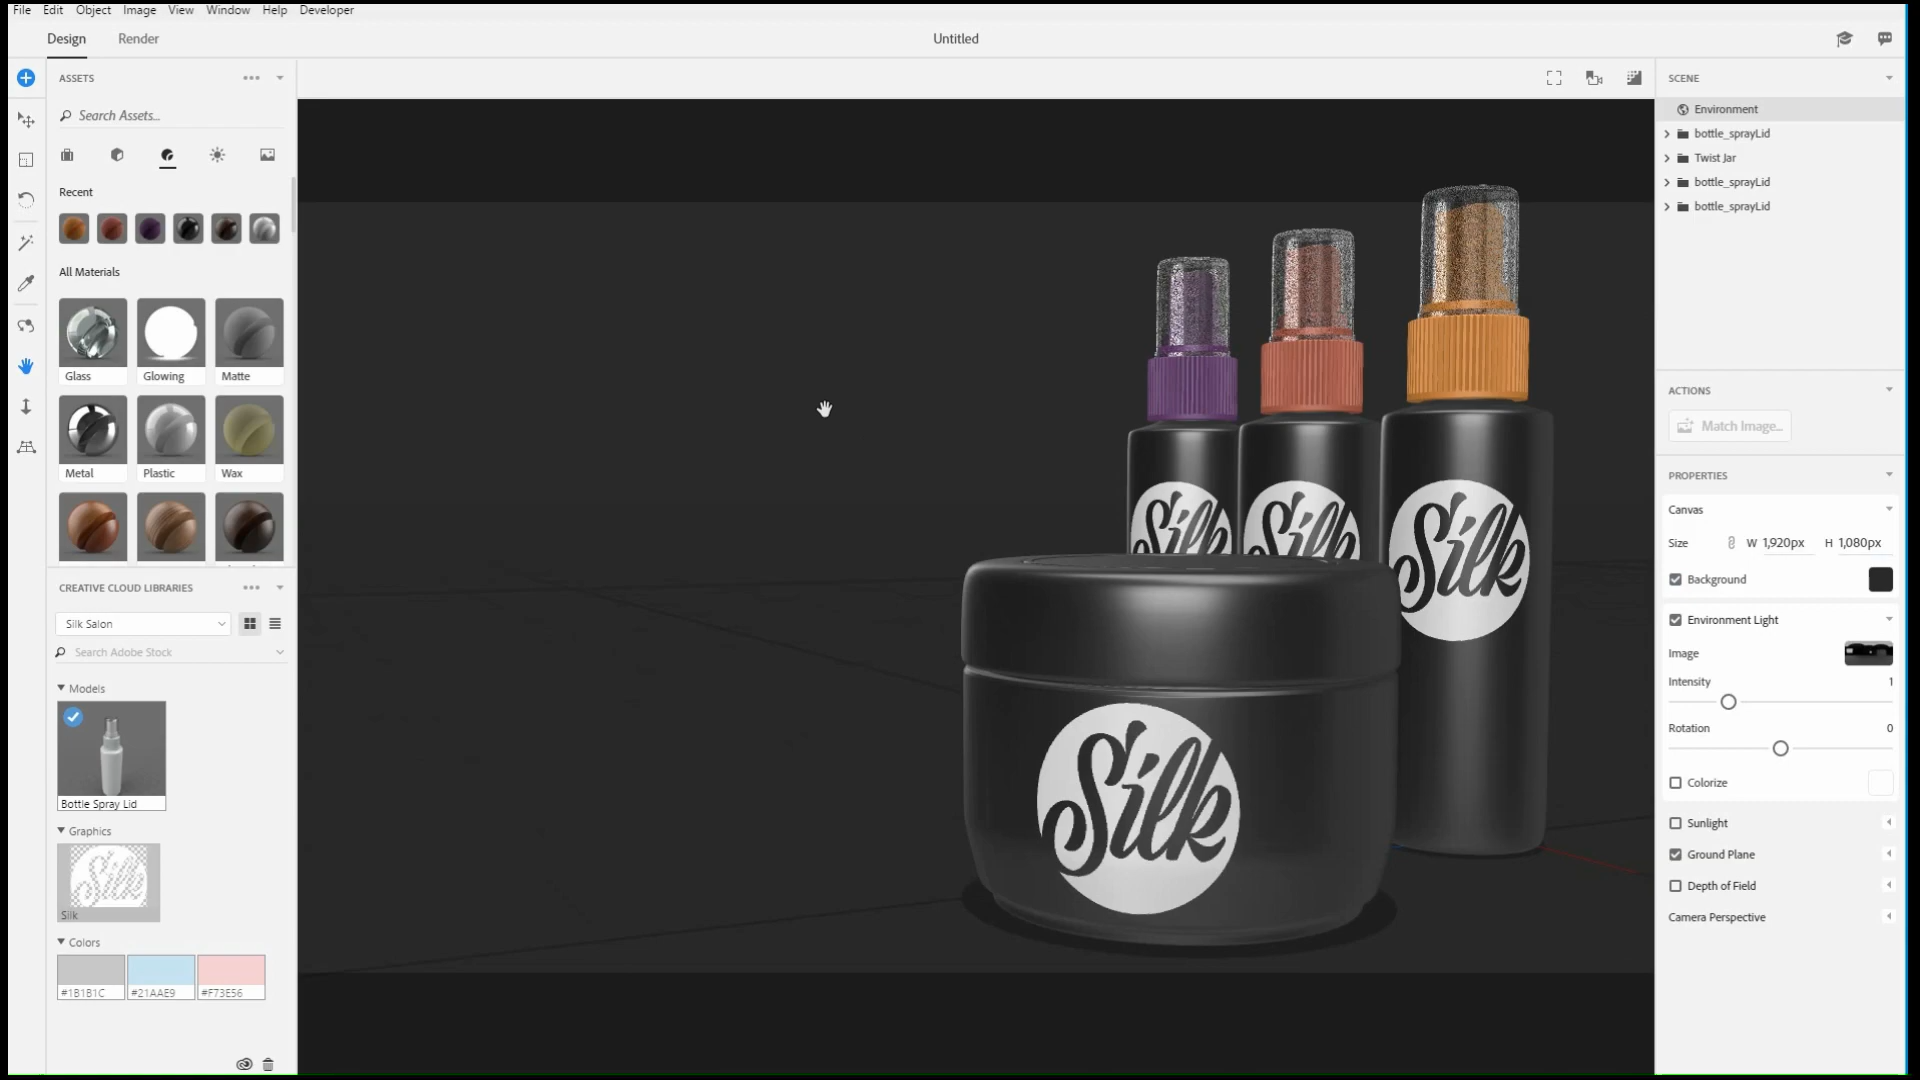 File Edit Object Image View Window Help Developer
Design Render Untitled
ASSETS
Search Assets...
Recent
All Materials
Glass Glowing Matte
Metal Plastic Wax
CREATIVE CLOUD LIBRARIES
Silk Salon
Search Adobe Stock
Models
Bottle Spray Lid
Graphics
Silk
Silk
Colors
#1B1B1C #21AAE9 #F73E56
Silk
Silk
Silk
Silk
SCENE
Environment
bottle_sprayLid
Twist Jar
bottle_sprayLid
bottle_sprayLid
ACTIONS
Match Image...
PROPERTIES
Canvas
Size W 1,920px H 1,080px
Background
Environment Light
Image
Intensity 1
Rotation 0
Colorize
Sunlight
Ground Plane
Depth of Field
Camera Perspective